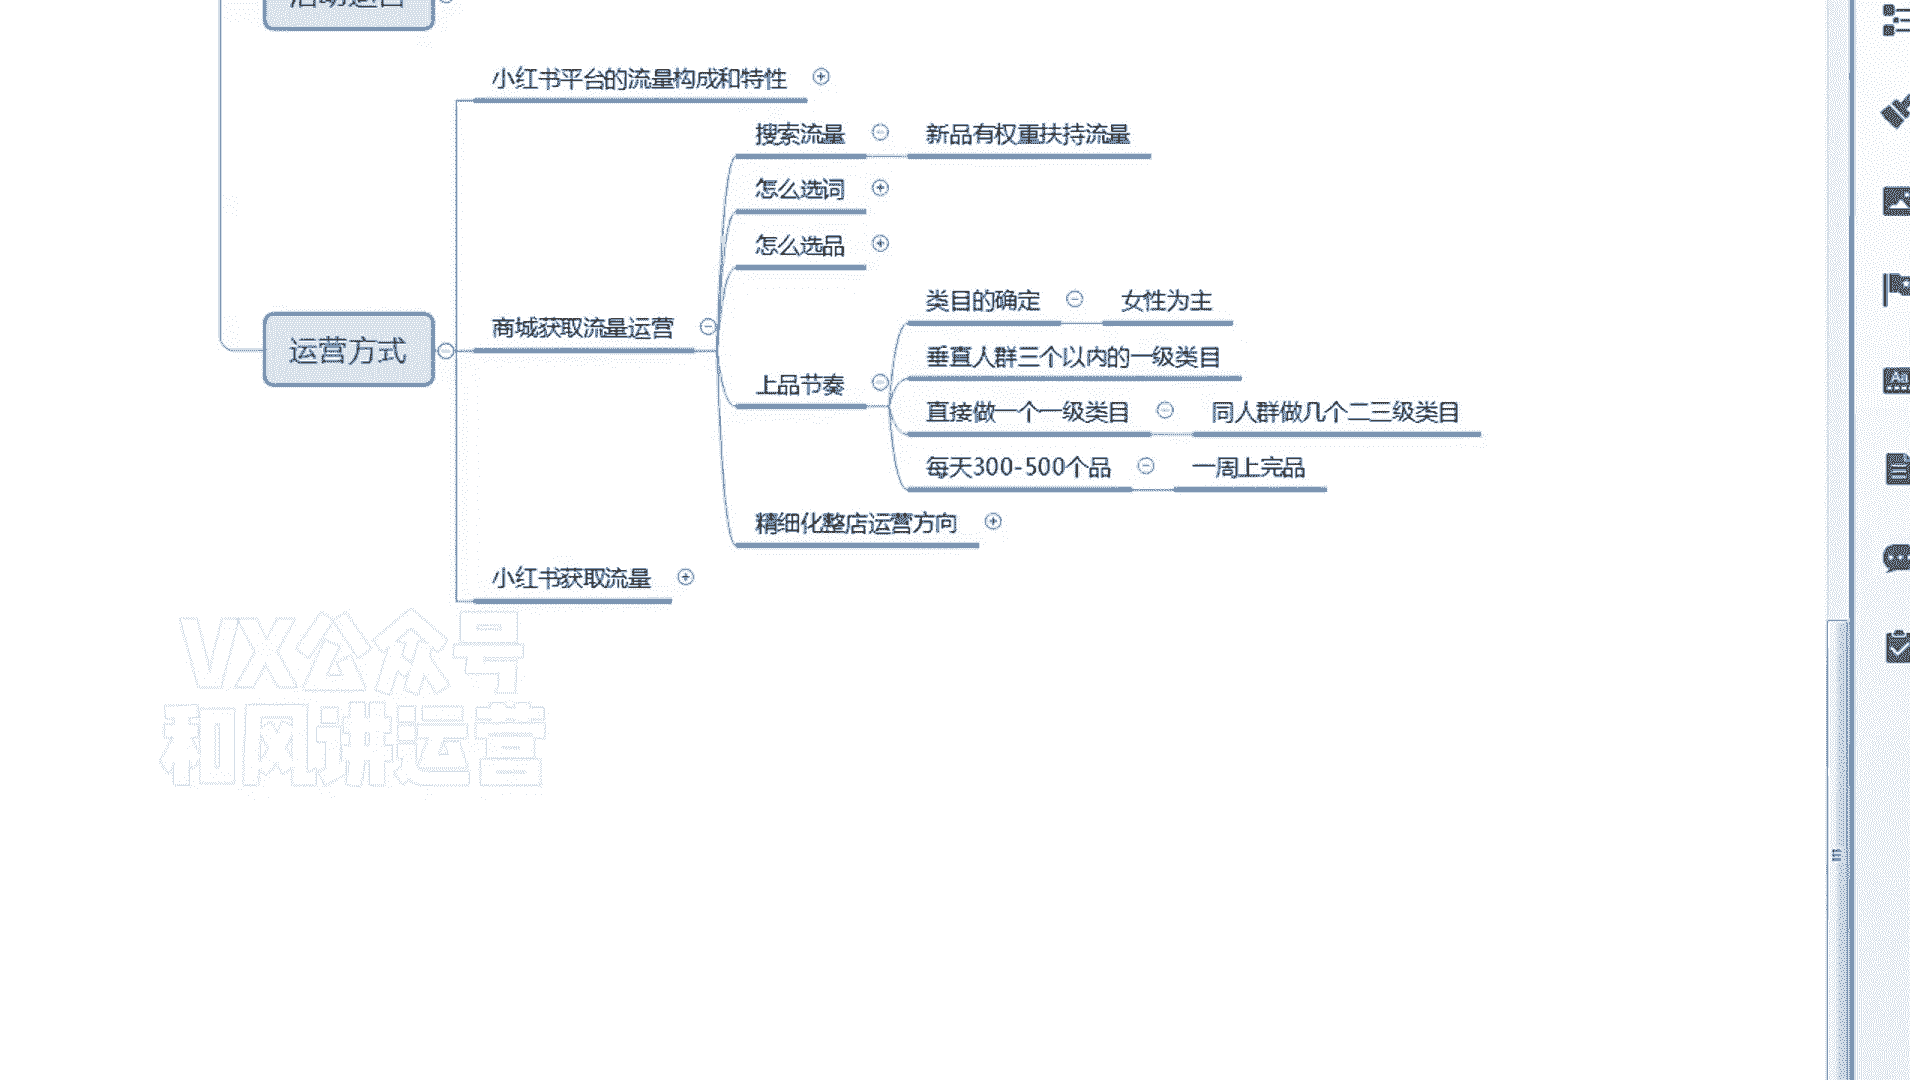 活动运营
小红书平台的流量构成和特性
搜索流量
新品有权重扶持流量
怎么选词
怎么选品
类目的确定
女性为主
商城获取流量运营
运营方式
垂直人群三个以内的一级类目
上品节奏
直接做一个一级类目
同人群做几个二三级类目
每天300-500个品
一周上完品
精细化整店运营方向
小红书获取流量
VX公众号
和风讲运营